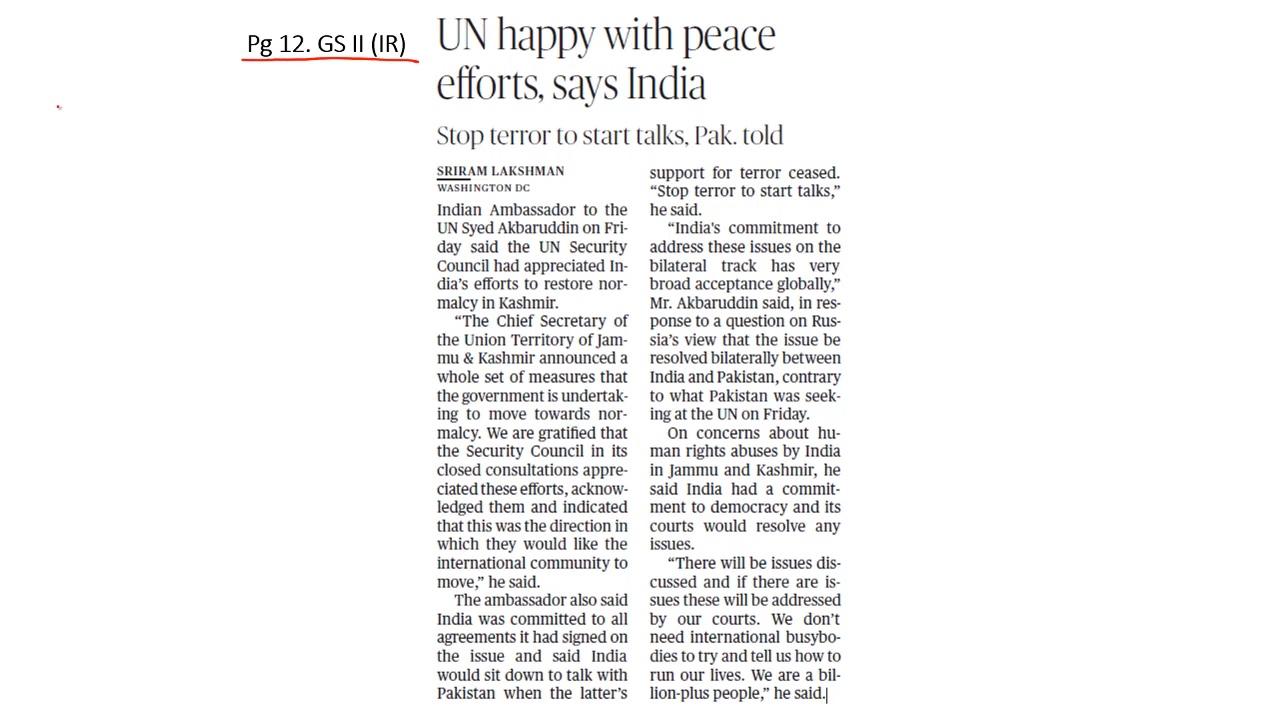 Pg 12. GS II (IR)
UN happy with peace
efforts, says India
Stop terror to start talks, Pak. told
SRIRAM LAKSHMAN
WASHINGTON DC
Indian Ambassador to the
UN Syed Akbaruddin on Fri-
day said the UN Security
Council had appreciated In-
dia's efforts to restore nor-
malcy in Kashmir.
“The Chief Secretary of
the Union Territory of Jam-
mu & Kashmir announced a
whole set of measures that
the government is undertak-
ing to move towards nor-
malcy. We are gratified that
the Security Council in its
closed consultations appre-
ciated these efforts, acknow-
ledged them and indicated
that this was the direction in
which they would like the
international community to
move,” he said.
The ambassador also said
India was committed to all
agreements it had signed on
the issue and said India
would sit down to talk with
Pakistan when the latter's
support for terror ceased.
“Stop terror to start talks,”
he said.
“India's commitment to
address these issues on the
bilateral track has very
broad acceptance globally,”
Mr. Akbaruddin said, in res-
ponse to a question on Rus-
sia's view that the issue be
resolved bilaterally between
India and Pakistan, contrary
to what Pakistan was seek-
ing at the UN on Friday.
On concerns about hu-
man rights abuses by India
in Jammu and Kashmir, he
said India had a commit-
ment to democracy and its
courts would resolve any
issues.
“There will be issues dis-
cussed and if there are is-
sues these will be addressed
by our courts. We don't
need international busybo-
dies to try and tell us how to
run our lives. We are a bil-
lion-plus people,” he said.